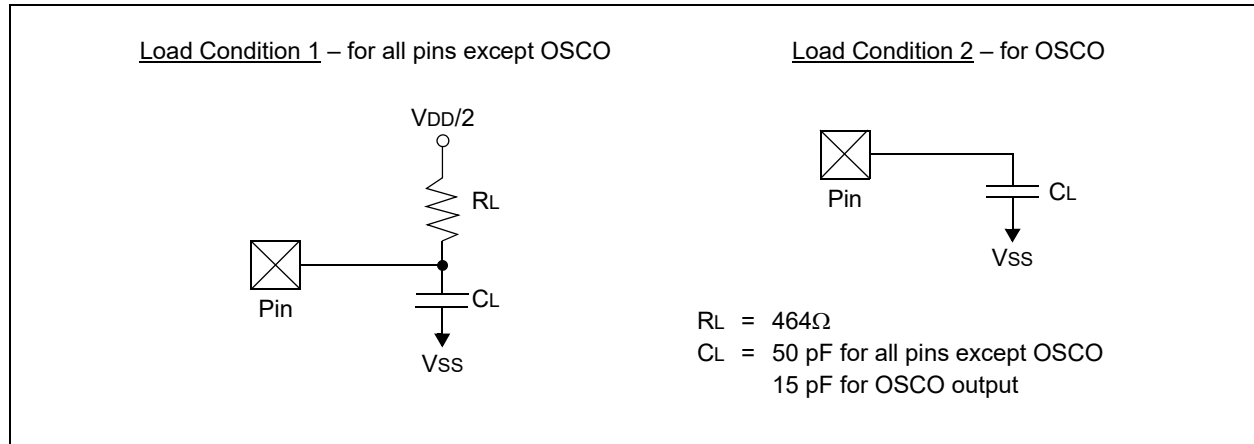 Load Condition 1 – for all pins except OSCO
VDD/2
RL
Pin
CL
VSS
Load Condition 2 – for OSCO
Pin
CL
VSS
RL = 464Ω
CL = 50 pF for all pins except OSCO
15 pF for OSCO output